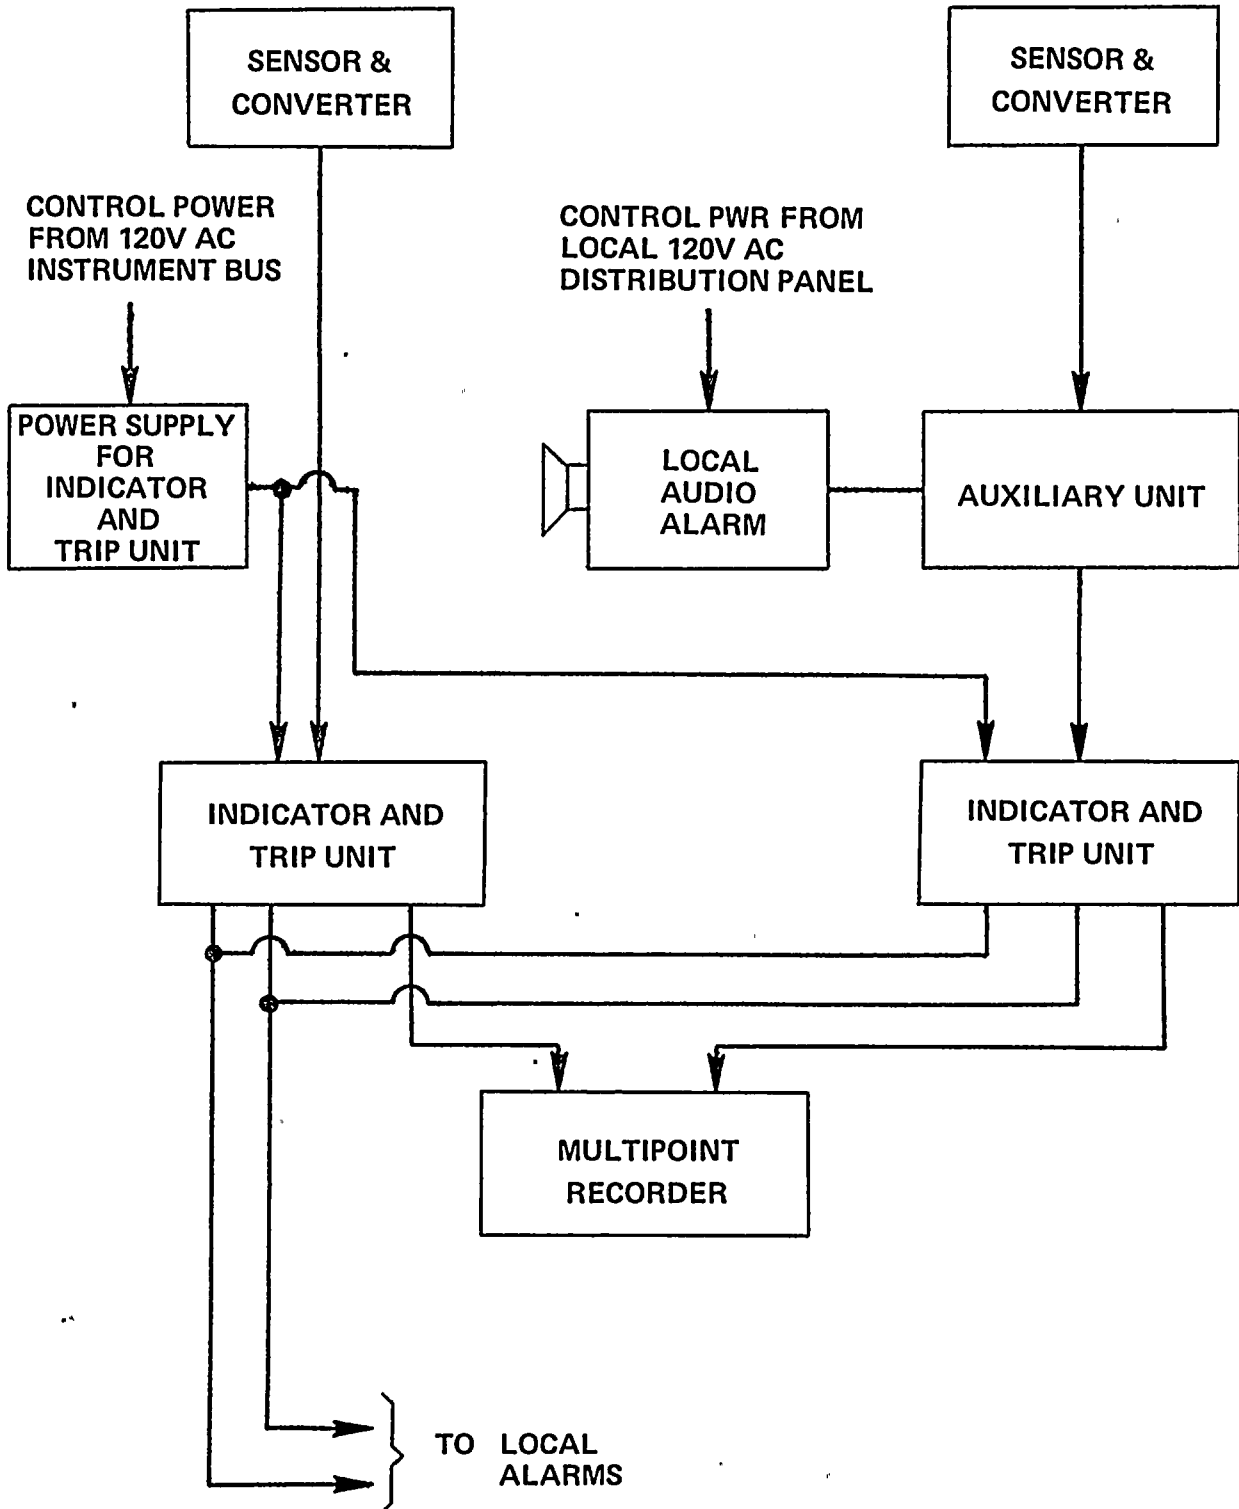 SENSOR &
CONVERTER
SENSOR &
CONVERTER
CONTROL POWER
FROM 120V AC
INSTRUMENT BUS
CONTROL PWR FROM
LOCAL 120V AC
DISTRIBUTION PANEL
POWER SUPPLY
FOR
INDICATOR
AND
TRIP UNIT
LOCAL
AUDIO
ALARM
AUXILIARY UNIT
INDICATOR AND
TRIP UNIT
INDICATOR AND
TRIP UNIT
MULTIPOINT
RECORDER
TO LOCAL
ALARMS